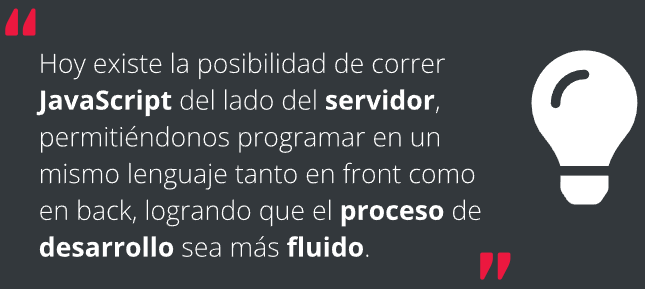 “
Hoy existe la posibilidad de correr
JavaScript del lado del servidor,
permitiéndonos programar en un
mismo lenguaje tanto en front como
en back, logrando que el proceso de
desarrollo sea más fluido.
”